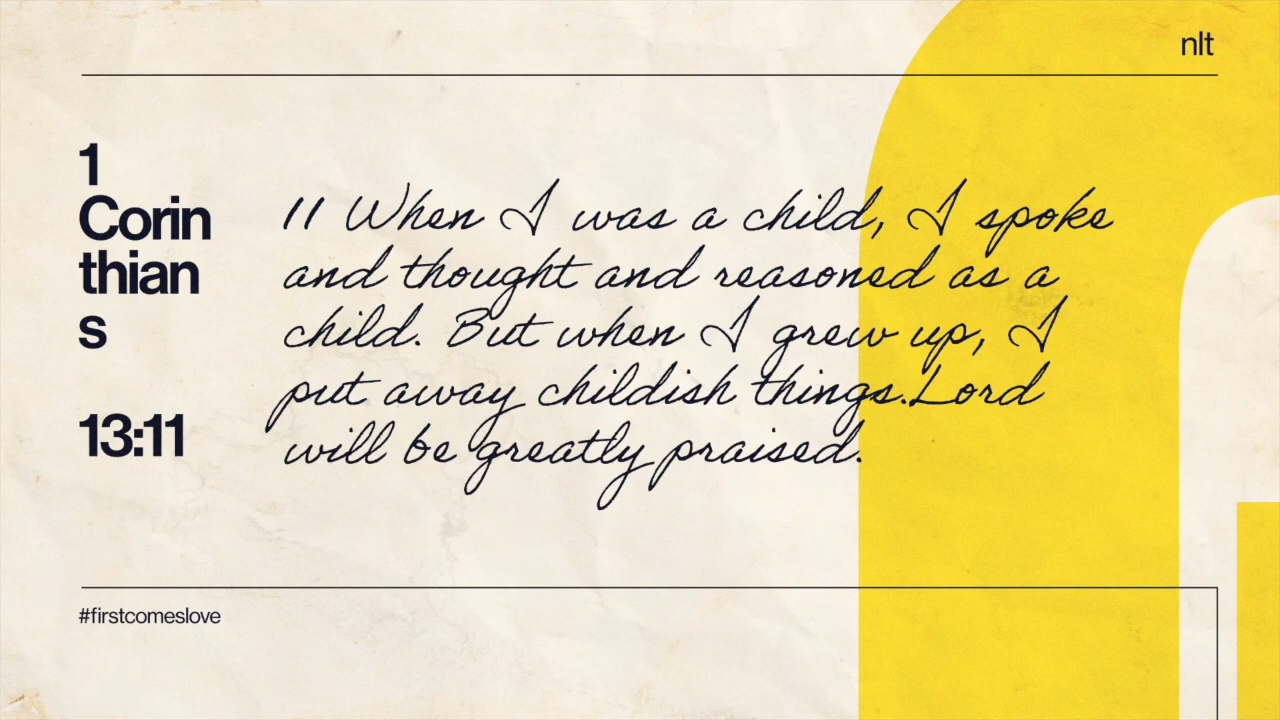 nlt
1
Corin
thian
s
13:11
11 When I was a child, I spoke
and thought and reasoned as a
child. But when I grew up, I
put away childish things.Lord
will be greatly praised.
#firstcomeslove